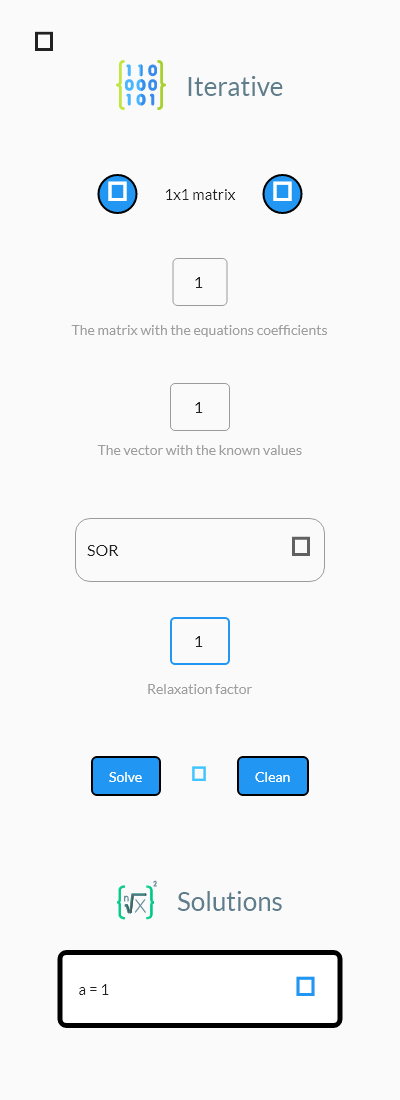 110
000
101
Iterative
1x1 matrix
1
The matrix with the equations coefficients
1
The vector with the known values
SOR
1
Relaxation factor
Solve
Clean
n√x 2
Solutions
a = 1